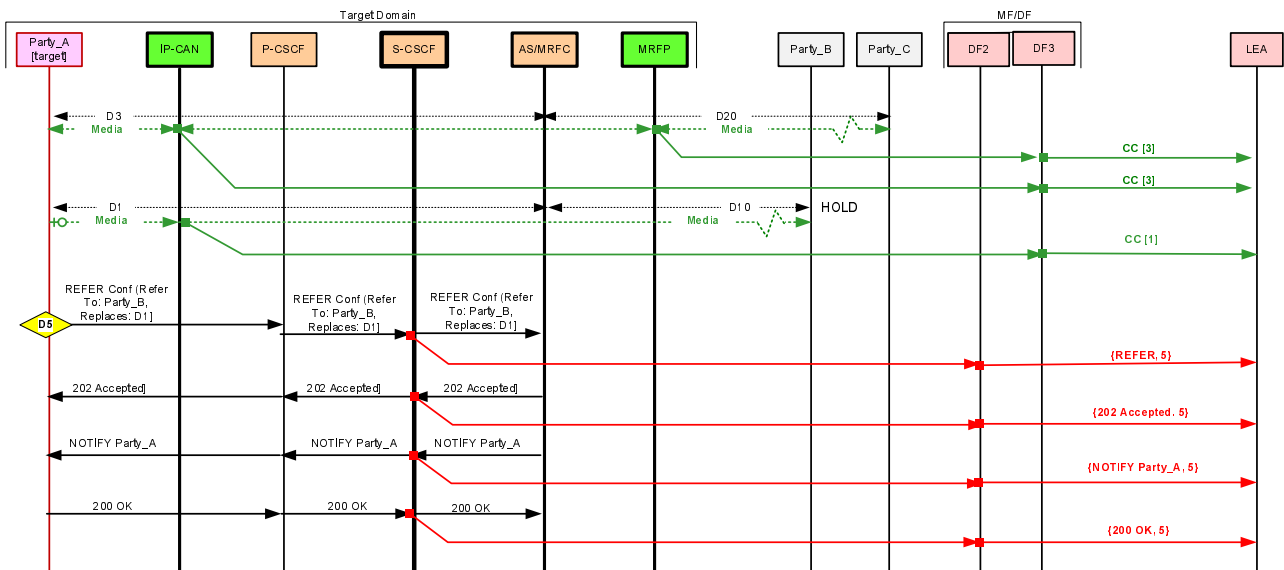 Target Domain
MF/DF
Party_A
[target]
IP-CAN
P-CSCF
S-CSCF
AS/MRFC
MRFP
Party_B
Party_C
DF2
DF3
LEA
D3
D20
Media
Media
CC [3]
CC [3]
D1
D10
HOLD
Media
Media
CC [1]
REFER Conf (Refer
To: Party_B,
Replaces: D1]
REFER Conf (Refer
To: Party_B,
Replaces: D1]
REFER Conf (Refer
To: Party_B,
Replaces: D1]
D5
{REFER, 5}
202 Accepted]
202 Accepted]
202 Accepted]
{202 Accepted. 5}
NOTIFY Party_A
NOTIFY Party_A
NOTIFY Party_A
{NOTIFY Party_A, 5}
200 OK
200 OK
200 OK
{200 OK, 5}